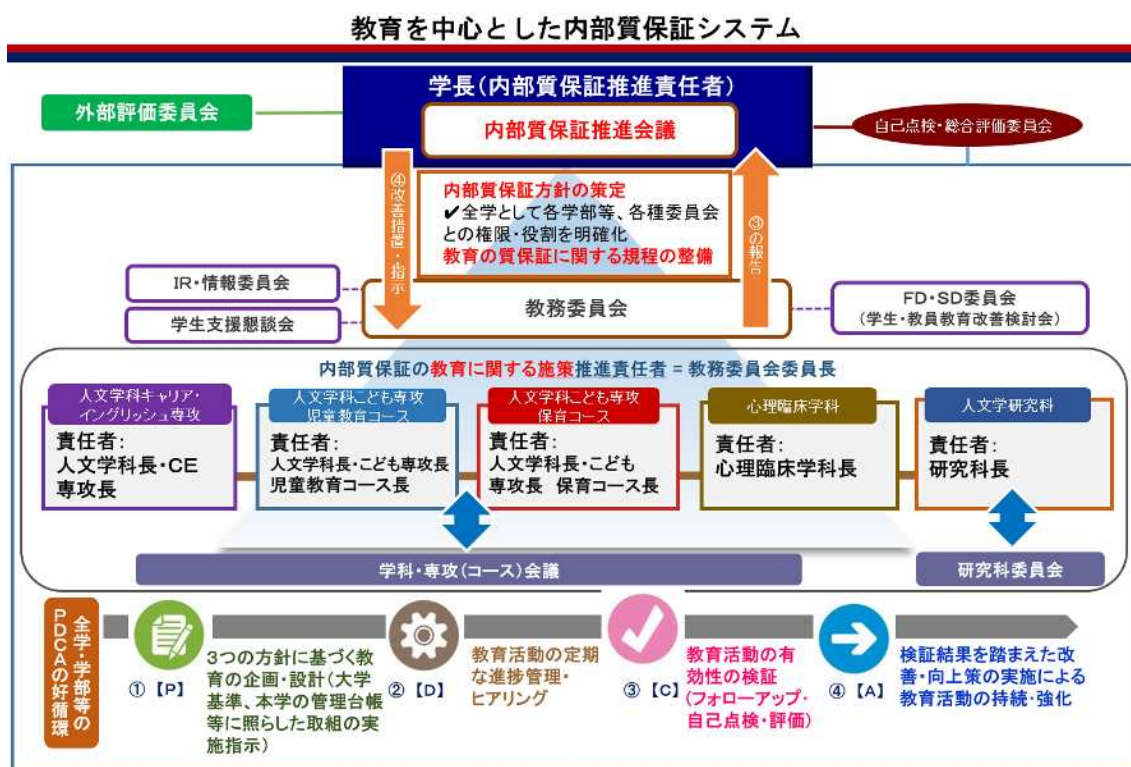 教育を中心とした内部質保証システム
学長(内部質保証推進責任者)
外部評価委員会
内部質保証推進会議
自己点検・総合評価委員会
④改善措置・指示
内部質保証方針の策定
✔全学として各学部等、各種委員会
との権限・役割を明確化
教育の質保証に関する規程の整備
③の報告
IR・情報委員会
学生支援懇談会
教務委員会
FD・SD委員会
(学生・教員教育改善検討会)
内部質保証の教育に関する施策推進責任者 = 教務委員会委員長
人文学科キャリア・
イングリッシュ専攻
責任者:
人文学科長・CE
専攻長
人文学科こども専攻
児童教育コース
責任者:
人文学科長・こども専攻長
児童教育コース長
人文学科こども専攻
保育コース
責任者:
人文学科長・こども
専攻長 保育コース長
心理臨床学科
責任者:
心理臨床学科長
人文学研究科
責任者:
研究科長
学科・専攻(コース)会議
研究科委員会
全学・学部等の
PDCAの好循環
①【P】
3つの方針に基づく教
育の企画・設計(大学
基準、本学の管理台帳
等に照らした取組の実
施指示)
②【D】
教育活動の定期
な進捗管理・
ヒアリング
③【C】
教育活動の有
効性の検証
(フォローアップ・
自己点検・評価)
④【A】
検証結果を踏まえた改
善・向上策の実施による
教育活動の持続・強化